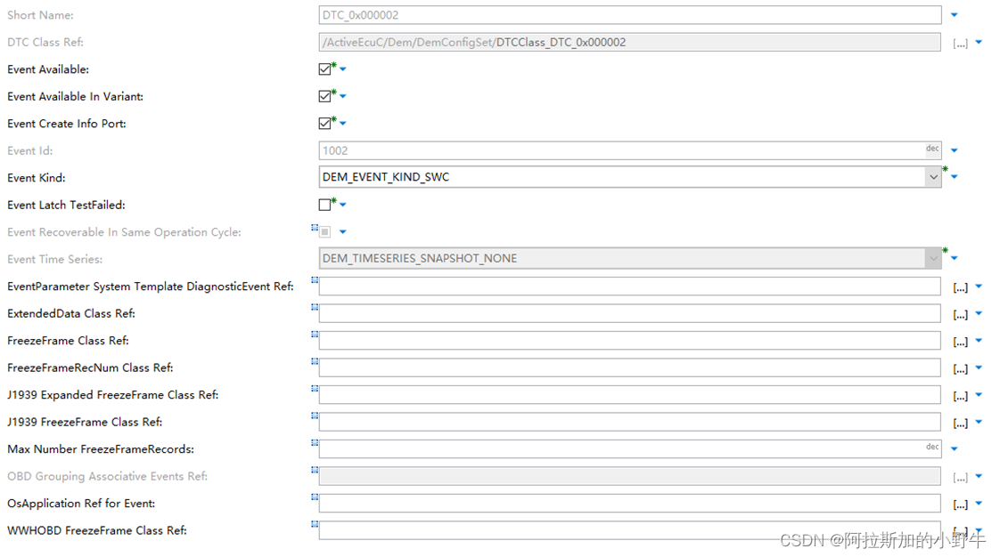 Short Name: DTC_0x000002
DTC Class Ref: /ActiveEcuC/Dem/DemConfigSet/DTCClass_DTC_0x000002 [...]
Event Available:
Event Available In Variant:
Event Create Info Port:
Event Id: 1002 dec
Event Kind: DEM_EVENT_KIND_SWC
Event Latch TestFailed:
Event Recoverable In Same Operation Cycle:
Event Time Series: DEM_TIMESERIES_SNAPSHOT_NONE
EventParameter System Template DiagnosticEvent Ref: [...]
ExtendedData Class Ref: [...]
FreezeFrame Class Ref: [...]
FreezeFrameRecNum Class Ref: [...]
J1939 Expanded FreezeFrame Class Ref: [...]
J1939 FreezeFrame Class Ref: [...]
Max Number FreezeFrameRecords: dec
OBD Grouping Associative Events Ref: [...]
OsApplication Ref for Event: [...]
WWHOBD FreezeFrame Class Ref: [...]
CSDN @阿拉斯加的小野牛